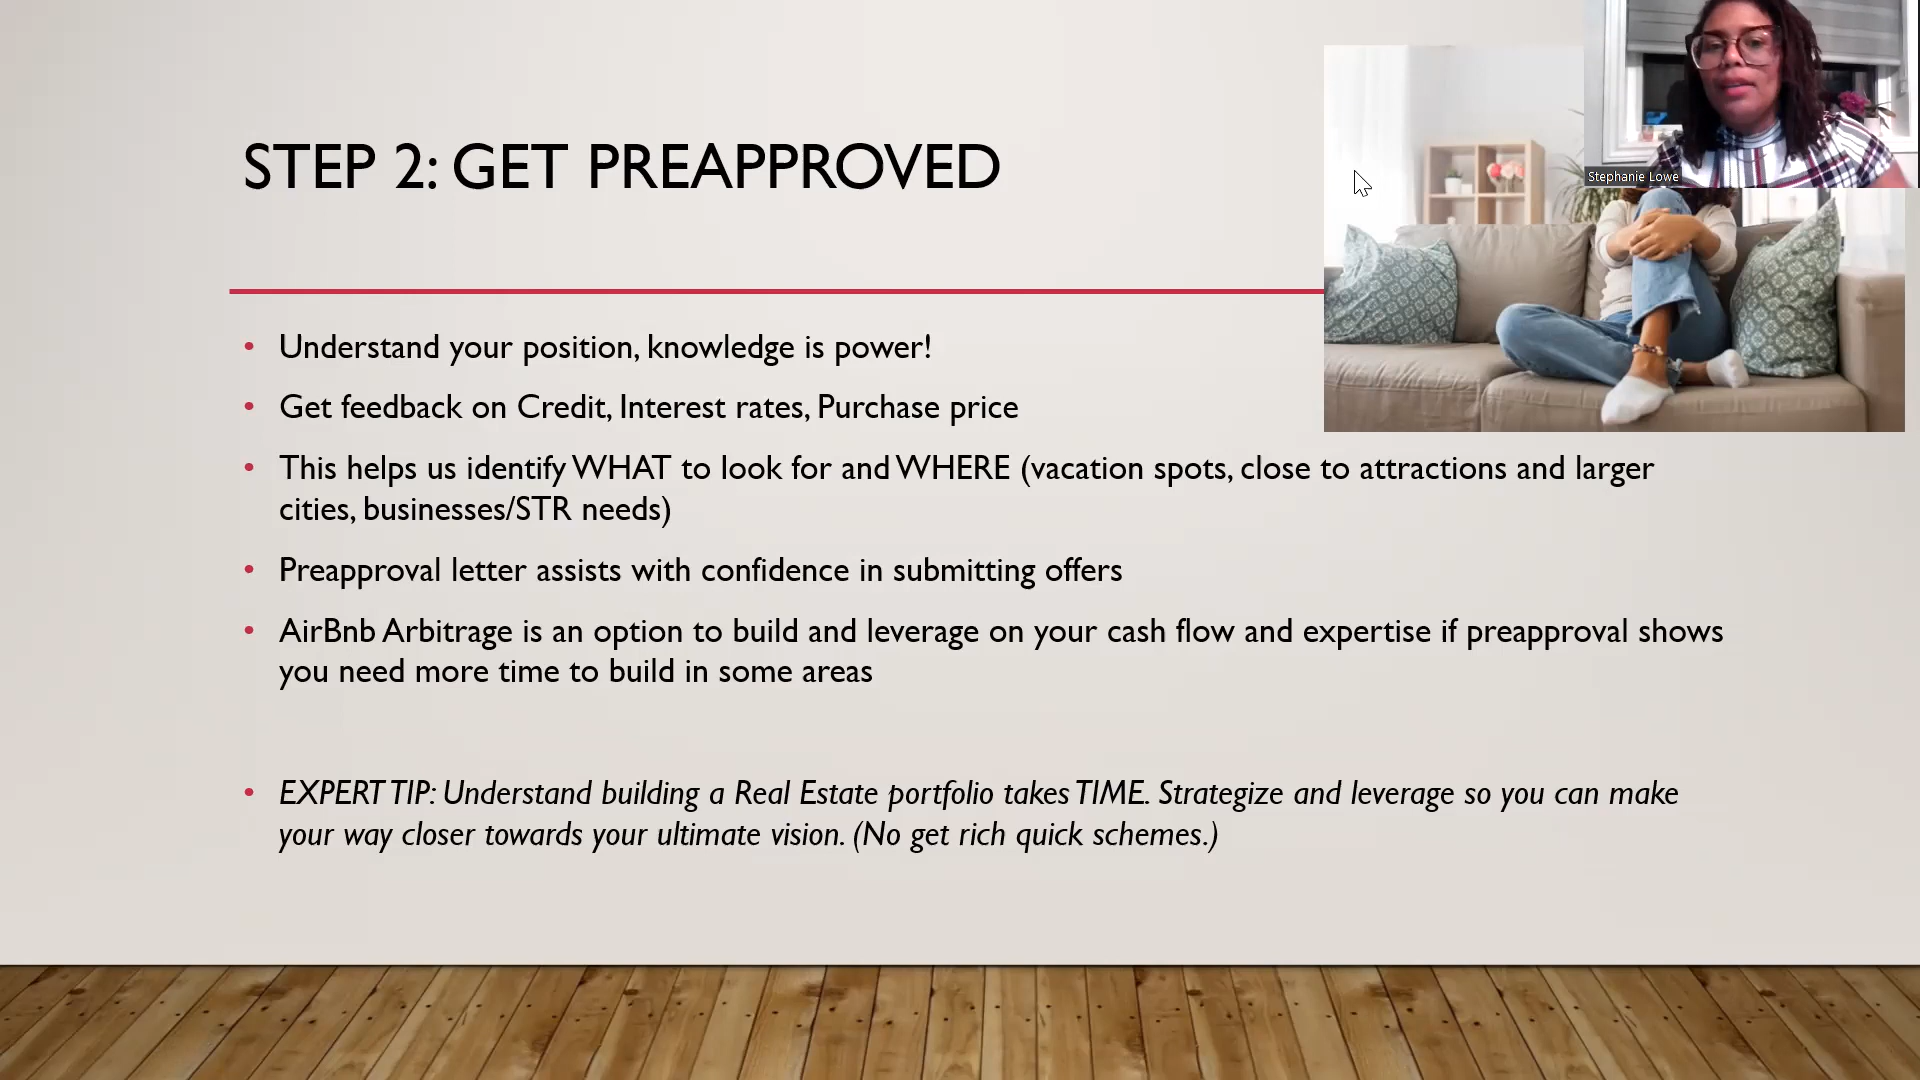 STEP 2: GET PREAPPROVED
Stephanie Lowe
• Understand your position, knowledge is power!
• Get feedback on Credit, Interest rates, Purchase price
• This helps us identify WHAT to look for and WHERE (vacation spots, close to attractions and larger
cities, businesses/STR needs)
• Preapproval letter assists with confidence in submitting offers
• AirBnb Arbitrage is an option to build and leverage on your cash flow and expertise if preapproval shows
you need more time to build in some areas
• EXPERT TIP: Understand building a Real Estate portfolio takes TIME. Strategize and leverage so you can make
your way closer towards your ultimate vision. (No get rich quick schemes.)